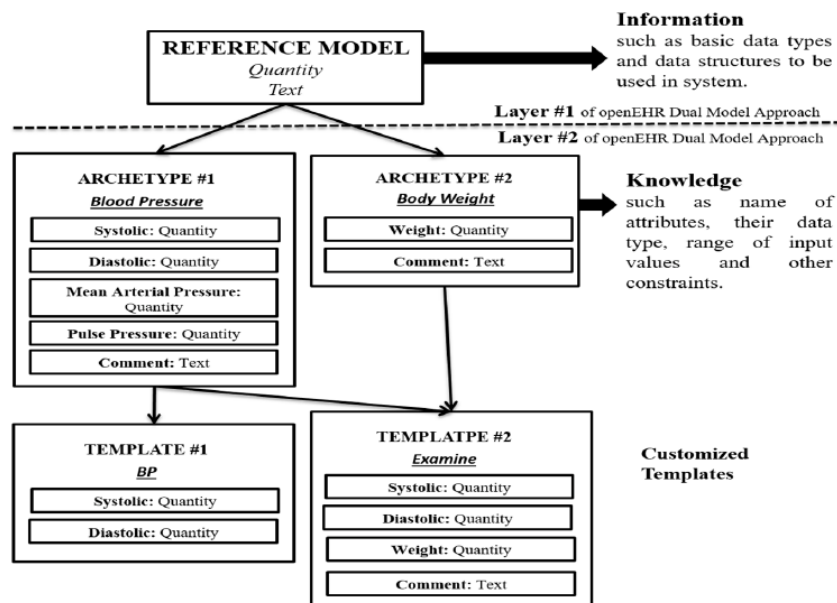 REFERENCE MODEL
Quantity
Text
Information
such as basic data types
and data structures to be
used in system.
Layer #1 of openEHR Dual Model Approach
Layer #2 of openEHR Dual Model Approach
ARCHETYPE #1
Blood Pressure
Systolic: Quantity
Diastolic: Quantity
Mean Arterial Pressure:
Quantity
Pulse Pressure: Quantity
Comment: Text
ARCHETYPE #2
Body Weight
Weight: Quantity
Comment: Text
Knowledge
such as name of
attributes, their data
type, range of input
values and other
constraints.
TEMPLATE #1
BP
Systolic: Quantity
Diastolic: Quantity
TEMPLATPE #2
Examine
Systolic: Quantity
Diastolic: Quantity
Weight: Quantity
Comment: Text
Customized
Templates